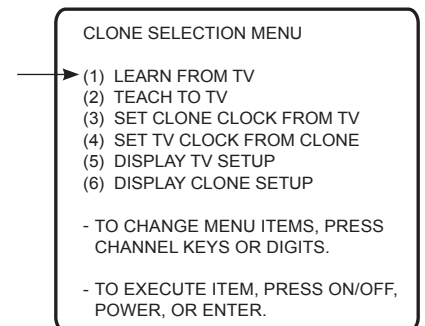 CLONE SELECTION MENU
(1) LEARN FROM TV
(2) TEACH TO TV
(3) SET CLONE CLOCK FROM TV
(4) SET TV CLOCK FROM CLONE
(5) DISPLAY TV SETUP
(6) DISPLAY CLONE SETUP
- TO CHANGE MENU ITEMS, PRESS
CHANNEL KEYS OR DIGITS.
- TO EXECUTE ITEM, PRESS ON/OFF,
POWER, OR ENTER.